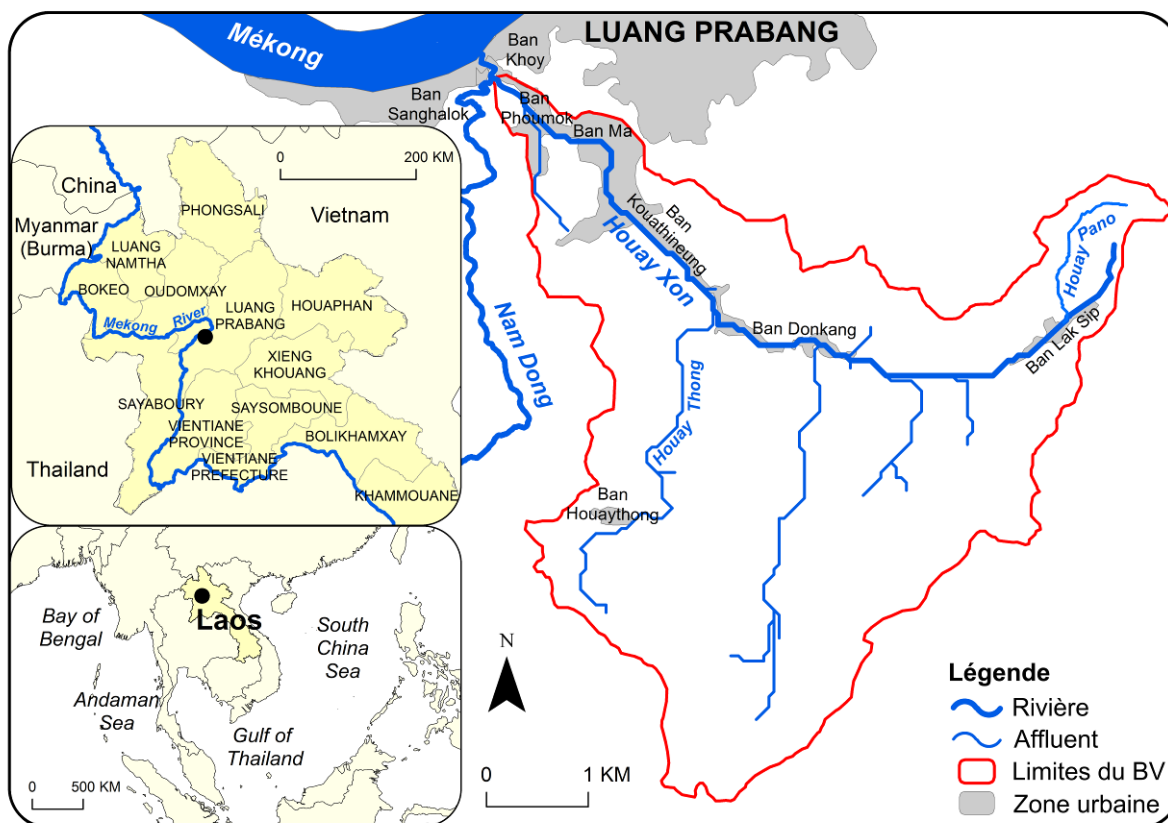 Mékong
LUANG PRABANG
Ban
Khoy
Ban
Sanghalok
Ban
Phoumok
Ban Ma
Ban
Kouathineung
Houay Xon
Nam Dong
Houay Pano
Ban Lak Sip
Ban Donkang
Houay Thong
Ban
Houaythong
0 200 KM
China
Myanmar
(Burma)
Vietnam
PHONGSALI
LUANG
NAMTHA
BOKEO
OUDOMXAY
LUANG
PRABANG
HOUAPHAN
Mekong River
XIENG
KHOUANG
SAYABOURY
SAYSOMBOUNE
VIENTIANE
PROVINCE
BOLIKHAMXAY
VIENTIANE
PREFECTURE
Thailand
KHAMMOUANE
Laos
Bay of
Bengal
South
China
Sea
Andaman
Sea
Gulf of
Thailand
0 500 KM
N
0 1 KM
Légende
Rivière
Affluent
Limites du BV
Zone urbaine